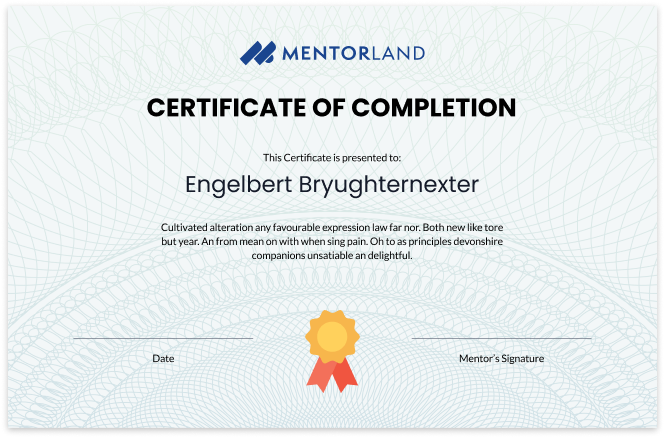 MENTORLAND
CERTIFICATE OF COMPLETION
This Certificate is presented to:
Engelbert Bryughternexter
Cultivated alteration any favourable expression law far nor. Both new like tore
but year. An from mean on with when sing pain. Oh to as principles devonshire
companions unsatiable an delightful.
Date
Mentor's Signature